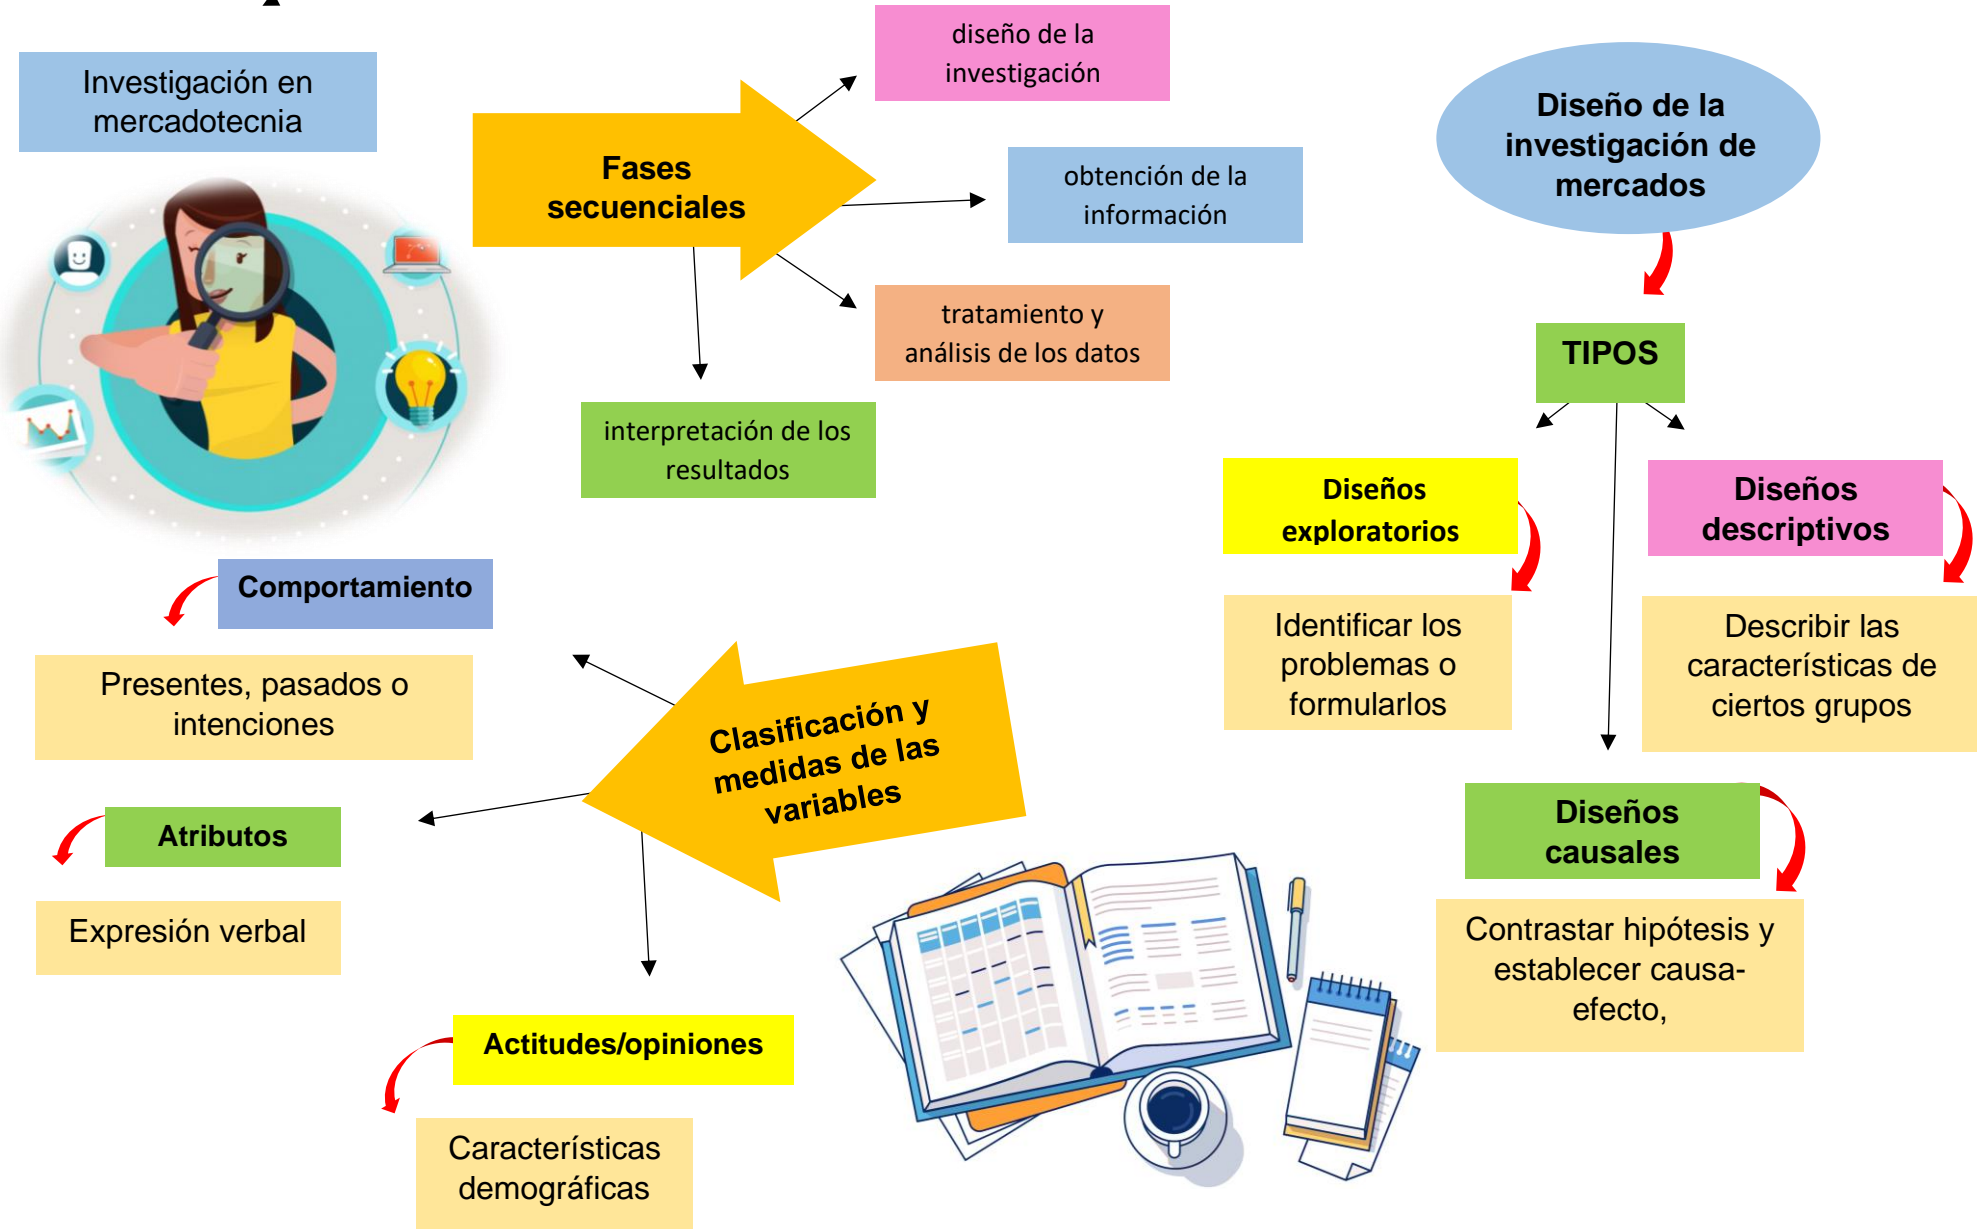 Investigación en
mercadotecnia
Fases
secuenciales
diseño de la
investigación
obtención de la
información
tratamiento y
análisis de los datos
interpretación de los
resultados
Diseño de la
investigación de
mercados
TIPOS
Diseños
exploratorios
Identificar los
problemas o
formularlos
Diseños
descriptivos
Describir las
características de
ciertos grupos
Diseños
causales
Contrastar hipótesis y
establecer causa-
efecto,
Clasificación y
medidas de las
variables
Comportamiento
Presentes, pasados o
intenciones
Atributos
Expresión verbal
Actitudes/opiniones
Características
demográficas